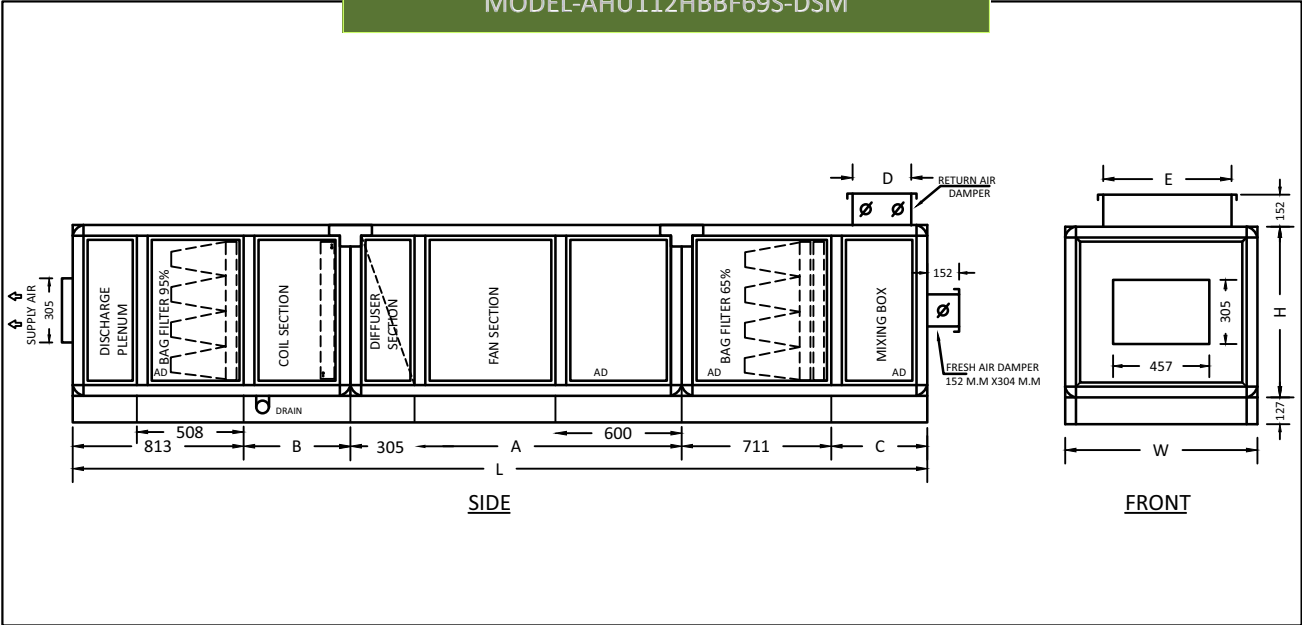 MODEL-AHU112HBBF69S-DSM
D
RETURN AIR
DAMPER
E
152
SUPPLY AIR
305
DISCHARGE
PLENUM
BAG FILTER 95%
AD
COIL SECTION
DIFFUSER
SECTION
FAN SECTION
AD
BAG FILTER 65%
AD
MIXING BOX
AD
152
FRESH AIR DAMPER
152 M.M X304 M.M
305
457
H
127
DRAIN
508
600
813
B
305
A
711
C
W
L
SIDE
FRONT